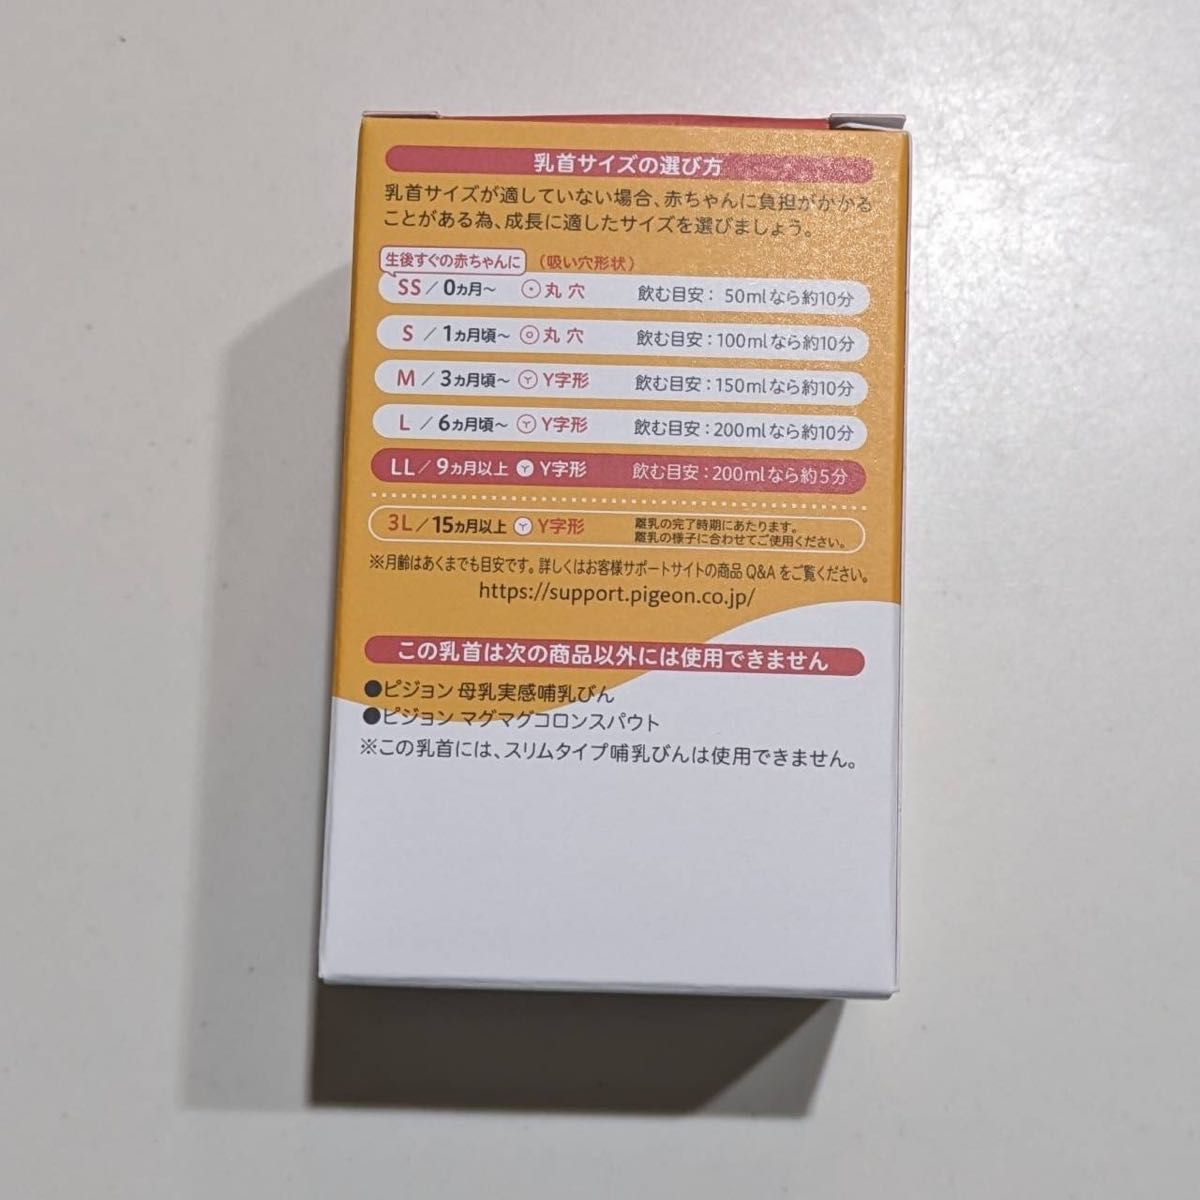 乳首サイズの選び方
乳首サイズが適していない場合、赤ちゃんに負担がかかる
ことがある為、成長に適したサイズを選びましょう。
生後すぐの赤ちゃんに (吸い穴形状)
SS/0ヵ月～ 丸穴 飲む目安：50mlなら約10分
S/1ヵ月頃～ 丸穴 飲む目安：100mlなら約10分
M/3ヵ月頃～ Y字形 飲む目安：150mlなら約10分
L/6ヵ月頃～ Y字形 飲む目安：200mlなら約10分
LL/9ヵ月以上 Y字形 飲む目安：200mlなら約5分
3L/15ヵ月以上 Y字形 離乳の完了時期にあたります。
離乳の様子に合わせてご使用ください。
※月齢はあくまでも目安です。詳しくはお客様サポートサイトの商品Q&Aをご覧ください。
https://support.pigeon.co.jp/
この乳首は次の商品以外には使用できません
●ピジョン 母乳実感哺乳びん
●ピジョン マグマグコロンスパウト
※この乳首には、スリムタイプ哺乳びんは使用できません。